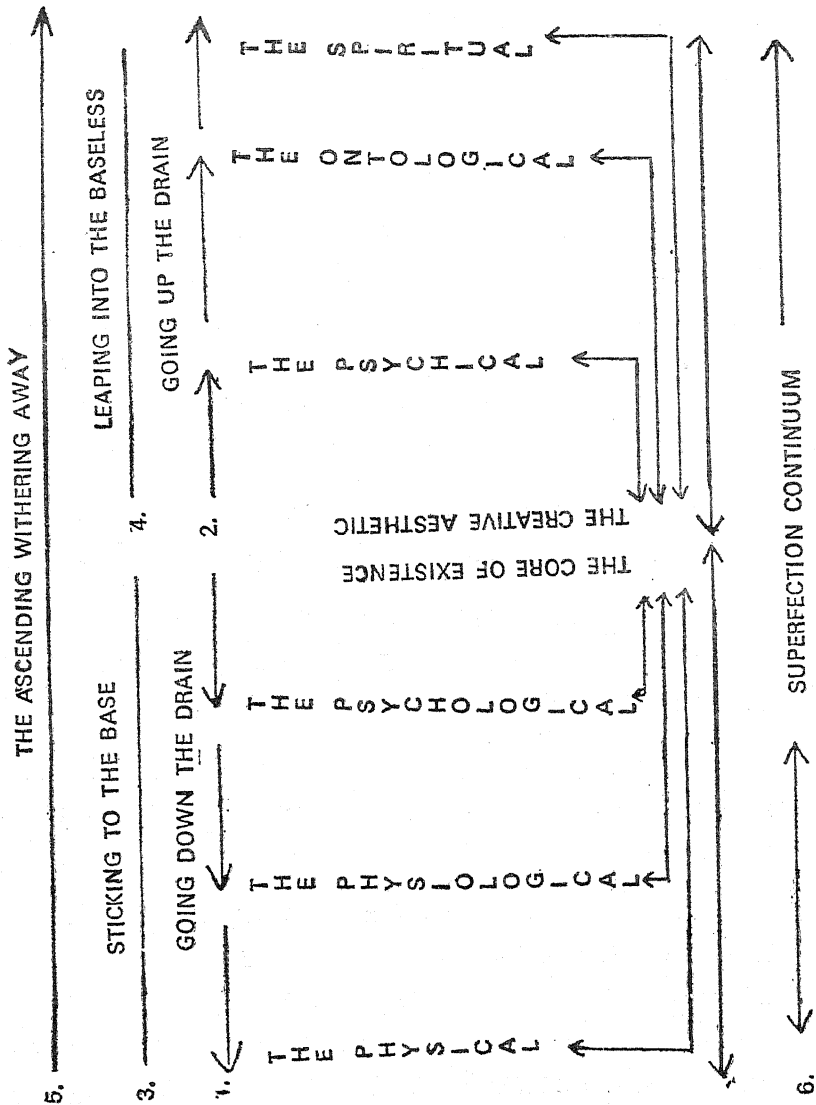 THE ASCENDING WITHERING AWAY
5.
STICKING TO THE BASE
LEAPING INTO THE BASELESS
3.
4.
GOING DOWN THE DRAIN
GOING UP THE DRAIN
1.
2.
THE PHYSICAL
THE PHYSIOLOGICAL
THE PSYCHOLOGICAL
THE CORE OF EXISTENCE
THE CREATIVE AESTHETIC
THE PSYCHICAL
THE ONTOLOGICAL
THE SPIRITUAL
6.
SUPERFECTION CONTINUUM